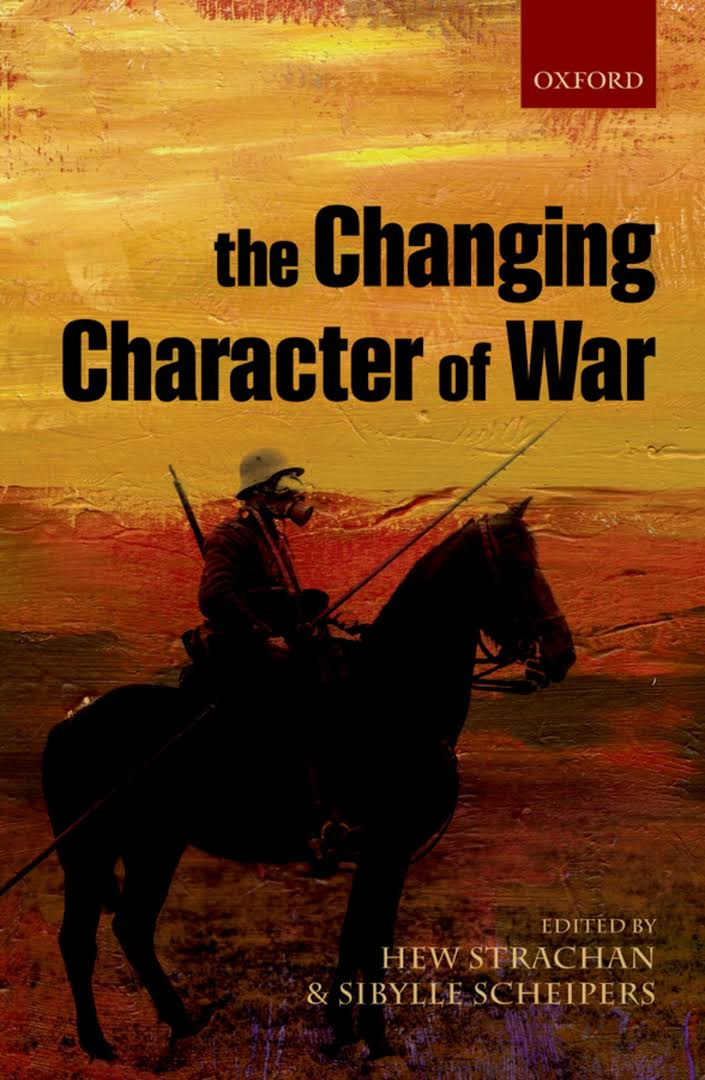 OXFORD
the Changing
Character of War
EDITED BY
HEW STRACHAN
& SIBYLLE SCHEIPERS